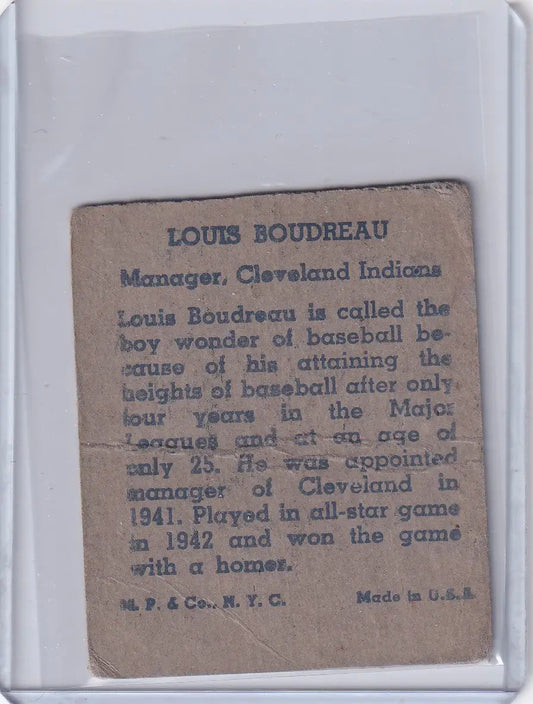 LOUIS BOUDREAU
Manager, Cleveland Indians
Louis Boudreau is called the
boy wonder of baseball be-
cause of his attaining the
heights of baseball after only
four years in the Major
Leagues and at an age of
only 25. He was appointed
manager of Cleveland in
1941. Played in all-star game
in 1942 and won the game
with a homer.
M. P. & Co., N. Y. C. Made in U.S.A